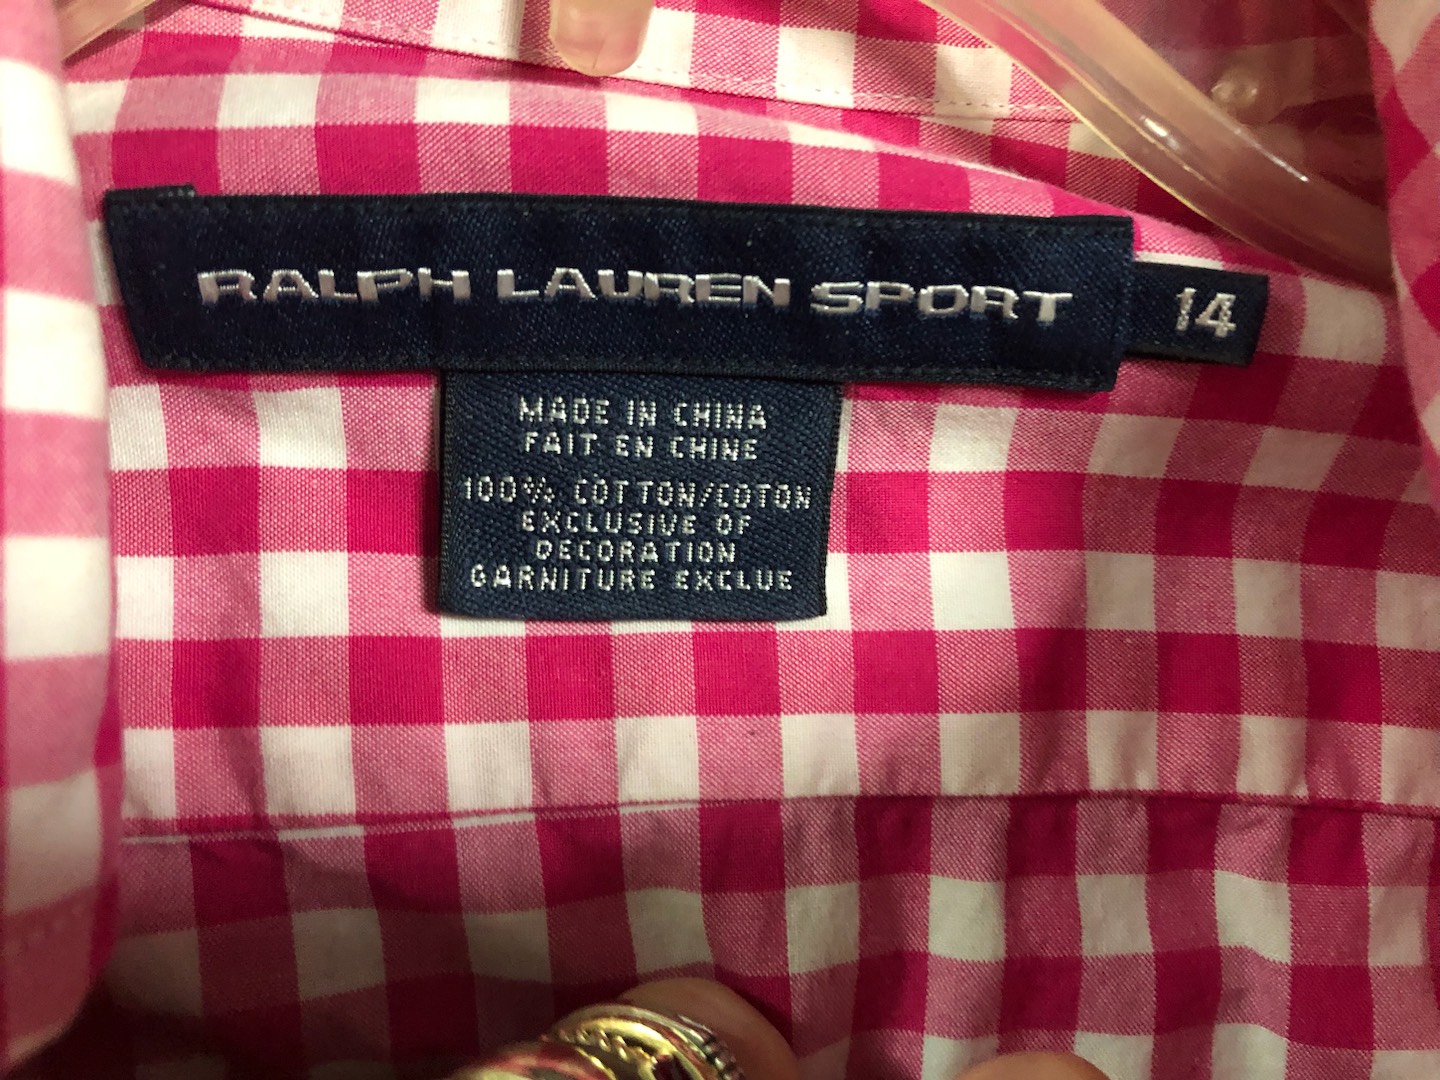 RALPH LAUREN SPORT
14
MADE IN CHINA
FAIT EN CHINE
100% COTTON/COTON
EXCLUSIVE OF
DECORATION
GARNITURE EXCLUE